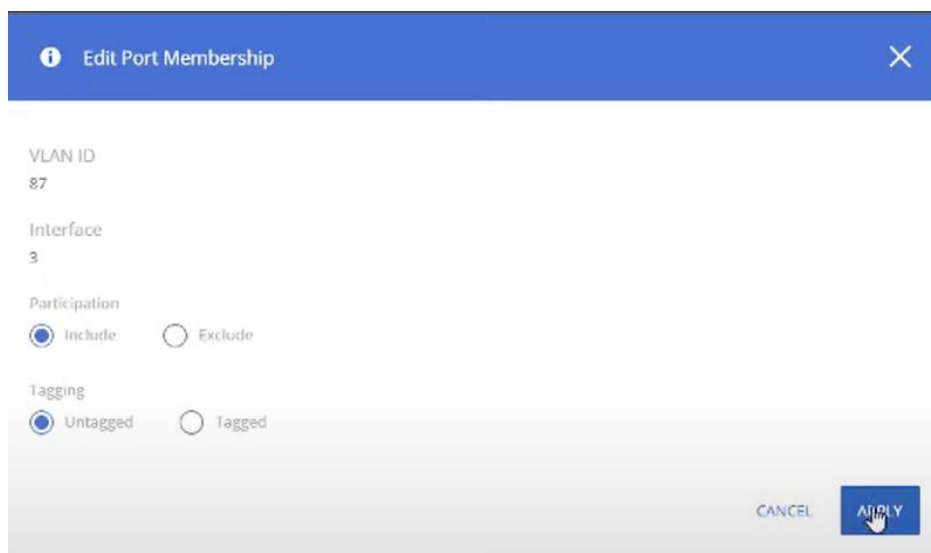 Edit Port Membership
VLAN ID
87
Interface
3
Participation
Include Exclude
Tagging
Untagged Tagged
CANCEL APPLY